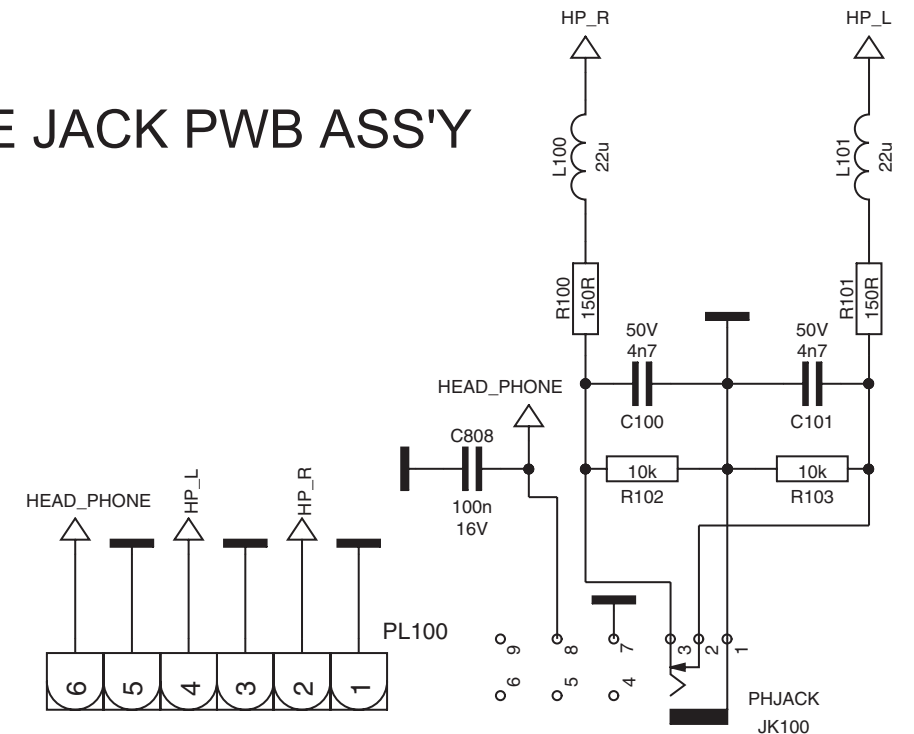 HP_R
HP_L
E JACK PWB ASS'Y
L100
22u
L101
22u
R100
150R
R101
150R
50V
4n7
C100
50V
4n7
C101
HEAD_PHONE
C808
100n
16V
10k
R102
10k
R103
HEAD_PHONE
HP_L
HP_R
PL100
6
5
4
3
2
1
9
8
7
3
2
1
6
5
4
PHJACK
JK100